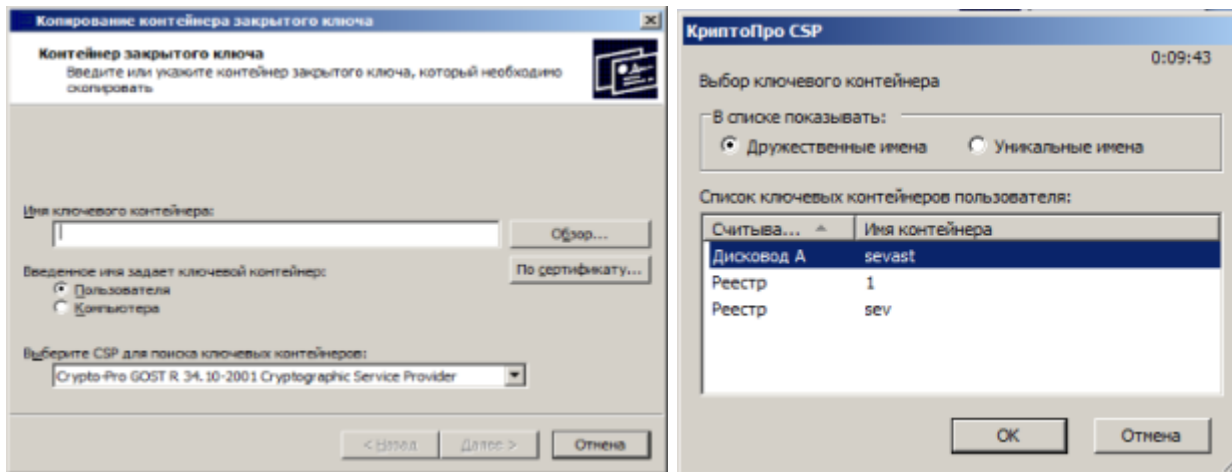 Копирование контейнера закрытого ключа
Контейнер закрытого ключа
Введите или укажите контейнер закрытого ключа, который необходимо
скопировать
Имя ключевого контейнера:
Обзор...
Введенное имя задает ключевой контейнер:
По сертификату...
Пользователя
Компьютера
Выберите CSP для поиска ключевых контейнеров:
Crypto-Pro GOST R 34.10-2001 Cryptographic Service Provider
< Назад
Далее >
Отмена
КриптоПро CSP
0:09:43
Выбор ключевого контейнера
В списке показывать:
Дружественные имена
Уникальные имена
Список ключевых контейнеров пользователя:
Считыва... Имя контейнера
Дисковод A sevast
Реестр 1
Реестр sev
OK
Отмена